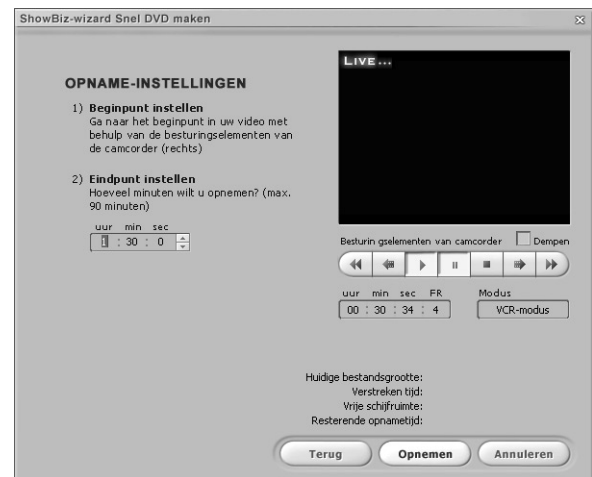 ShowBiz-wizard Snel DVD maken
OPNAME-INSTELLINGEN
1) Beginpunt instellen
Ga naar het beginpunt in uw video met
behulp van de besturingselementen van
de camcorder (rechts)
2) Eindpunt instellen
Hoeveel minuten wilt u opnemen? (max.
90 minuten)
uur min sec
1 : 30 : 0
LIVE...
Besturin gselementen van camcorder Dempen
uur min sec FR Modus
00 : 30 : 34 : 4 VCR-modus
Huidige bestandsgrootte:
Verstreken tijd:
Vrije schijfruimte:
Resterende opnametijd:
Terug Opnemen Annuleren